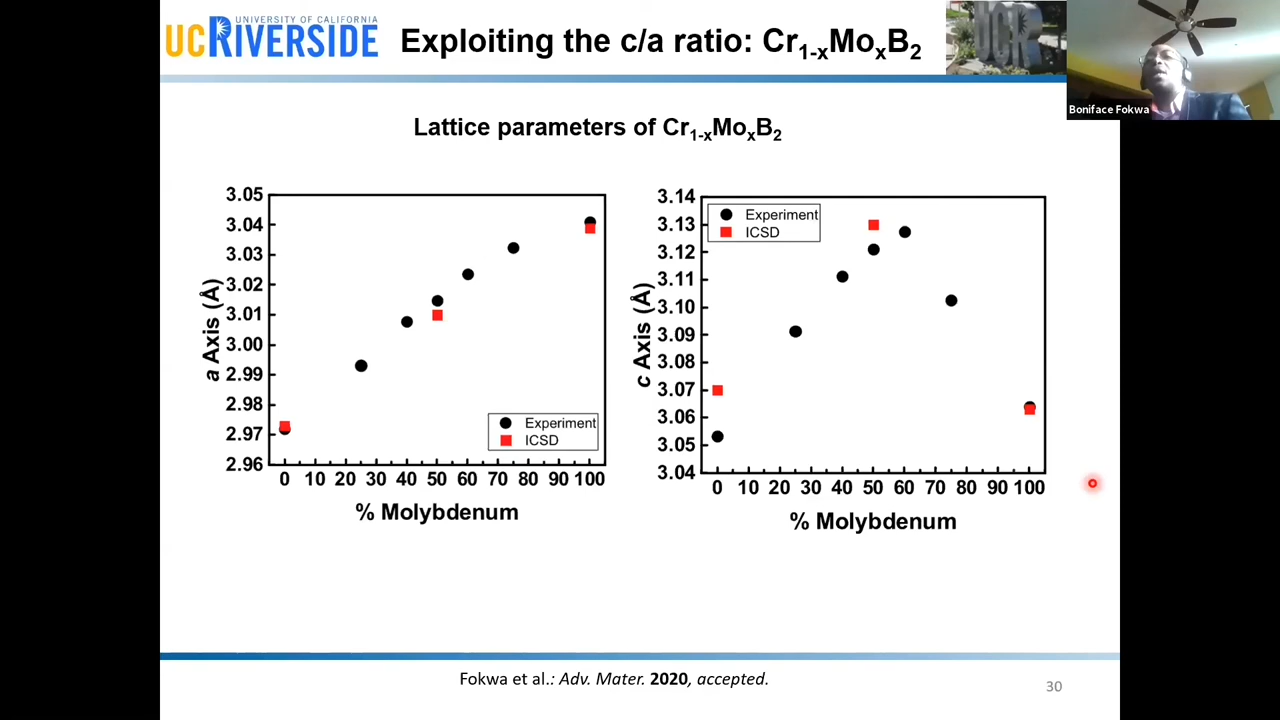 UNIVERSITY OF CALIFORNIA
UCRIVERSIDE
Exploiting the c/a ratio: Cr1-xMoxB2
UCR
Boniface Fokwa
Lattice parameters of Cr1-xMoxB2
3.05
3.04
3.03
3.02
3.01
3.00
2.99
2.98
2.97
2.96
a Axis (Å)
Experiment
ICSD
0 10 20 30 40 50 60 70 80 90 100
% Molybdenum
3.14
3.13
3.12
3.11
3.10
3.09
3.08
3.07
3.06
3.05
3.04
c Axis (Å)
Experiment
ICSD
0 10 20 30 40 50 60 70 80 90 100
% Molybdenum
Fokwa et al.: Adv. Mater. 2020, accepted.
30